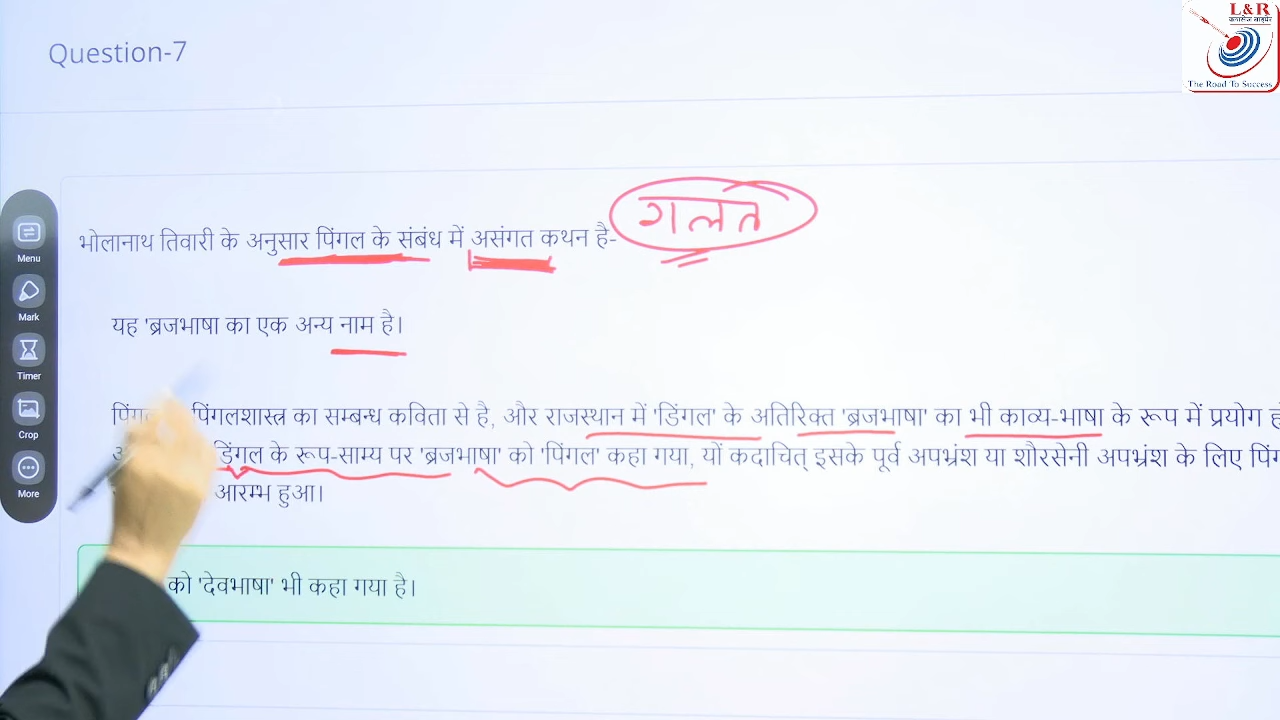 Question-7
L&R
The Road To Success
भोलानाथ तिवारी के अनुसार पिंगल के संबंध में असंगत कथन है-
गलत
यह 'ब्रजभाषा का एक अन्य नाम है।
Menu
Mark
Timer
Crop
More
पिंगलशास्त्र का सम्बन्ध कविता से है, और राजस्थान में 'डिंगल' के अतिरिक्त 'ब्रजभाषा' का भी काव्य-भाषा के रूप में प्रयोग
डिंगल के रूप-साम्य पर 'ब्रजभाषा' को 'पिंगल' कहा गया, यों कदाचित् इसके पूर्व अपभ्रंश या शौरसेनी अपभ्रंश के लिए
आरम्भ हुआ।
को 'देवभाषा' भी कहा गया है।